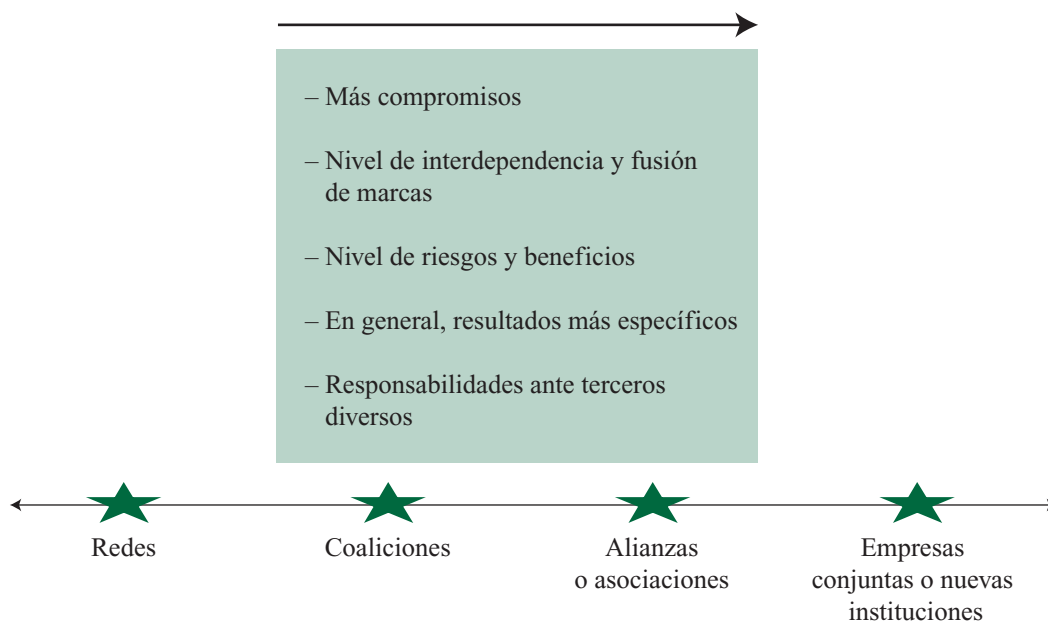 – Más compromisos
– Nivel de interdependencia y fusión
de marcas
– Nivel de riesgos y beneficios
– En general, resultados más específicos
– Responsabilidades ante terceros
diversos
Redes
Coaliciones
Alianzas
o asociaciones
Empresas
conjuntas o nuevas
instituciones